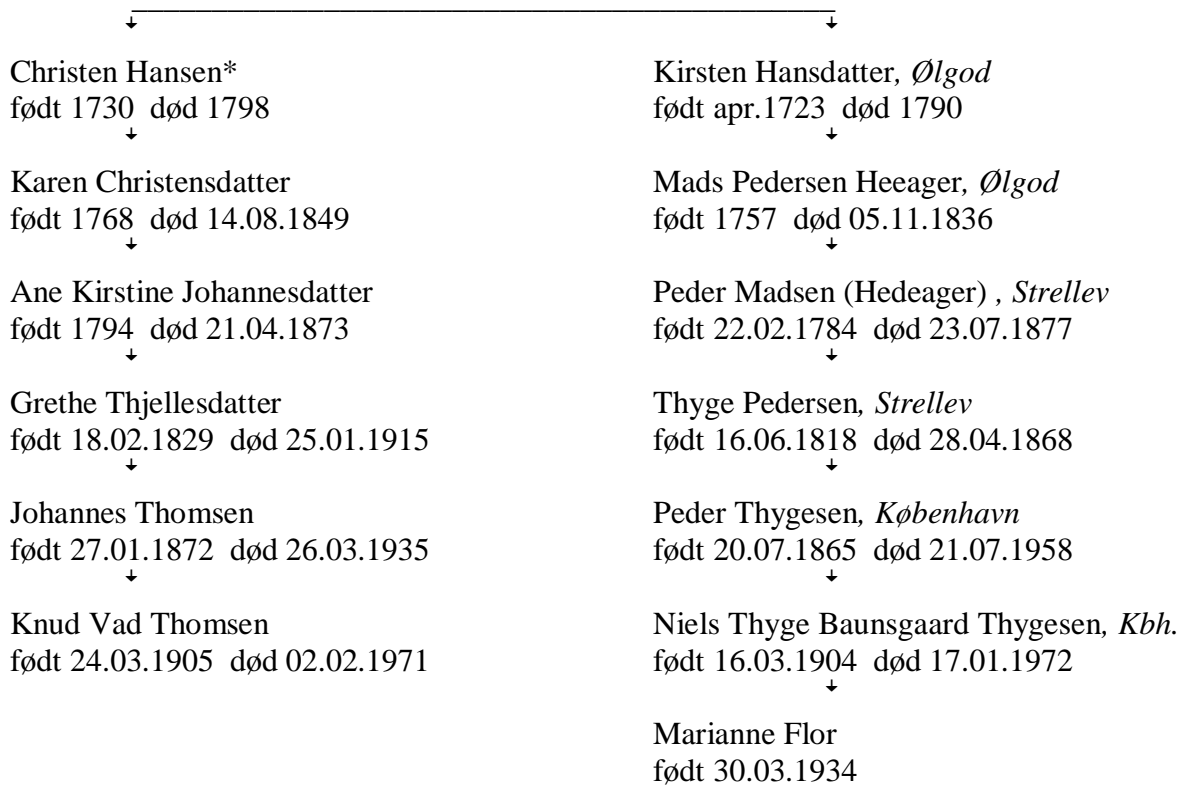 Christen Hansen*
født 1730 død 1798
Karen Christensdatter
født 1768 død 14.08.1849
Ane Kirstine Johannesdatter
født 1794 død 21.04.1873
Grethe Thjellesdatter
født 18.02.1829 død 25.01.1915
Johannes Thomsen
født 27.01.1872 død 26.03.1935
Knud Vad Thomsen
født 24.03.1905 død 02.02.1971
Kirsten Hansdatter, Ølgod
født apr.1723 død 1790
Mads Pedersen Heeager, Ølgod
født 1757 død 05.11.1836
Peder Madsen (Hedeager) , Strellev
født 22.02.1784 død 23.07.1877
Thyge Pedersen, Strellev
født 16.06.1818 død 28.04.1868
Peder Thygesen, København
født 20.07.1865 død 21.07.1958
Niels Thyge Baunsgaard Thygesen, Kbh.
født 16.03.1904 død 17.01.1972
Marianne Flor
født 30.03.1934